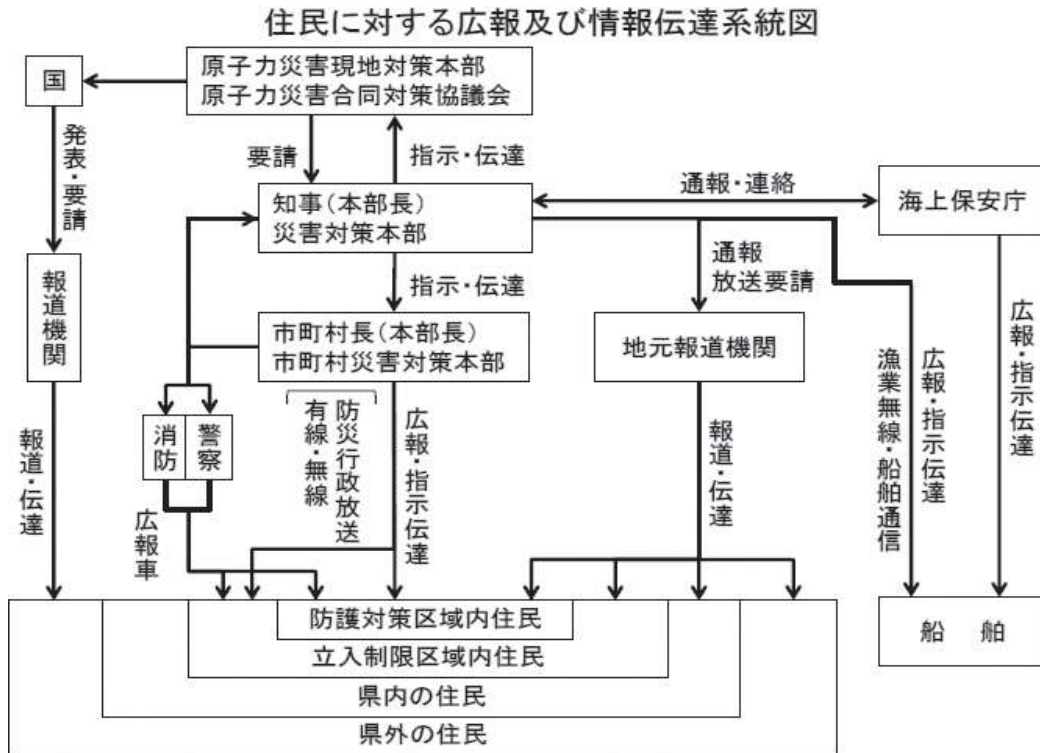 住民に対する広報及び情報伝達系統図
国
原子力災害現地対策本部
原子力災害合同対策協議会
発表・要請
要請
指示・伝達
知事(本部長)
災害対策本部
通報・連絡
海上保安庁
通報
放送要請
指示・伝達
報道機関
市町村長(本部長)
市町村災害対策本部
地元報道機関
広報・指示伝達
消防
警察
防災行政放送
有線・無線
広報・指示伝達
報道・伝達
広報・指示伝達
漁業無線・船舶通信
報道・伝達
広報車
防護対策区域内住民
立入制限区域内住民
県内の住民
県外の住民
船 舶